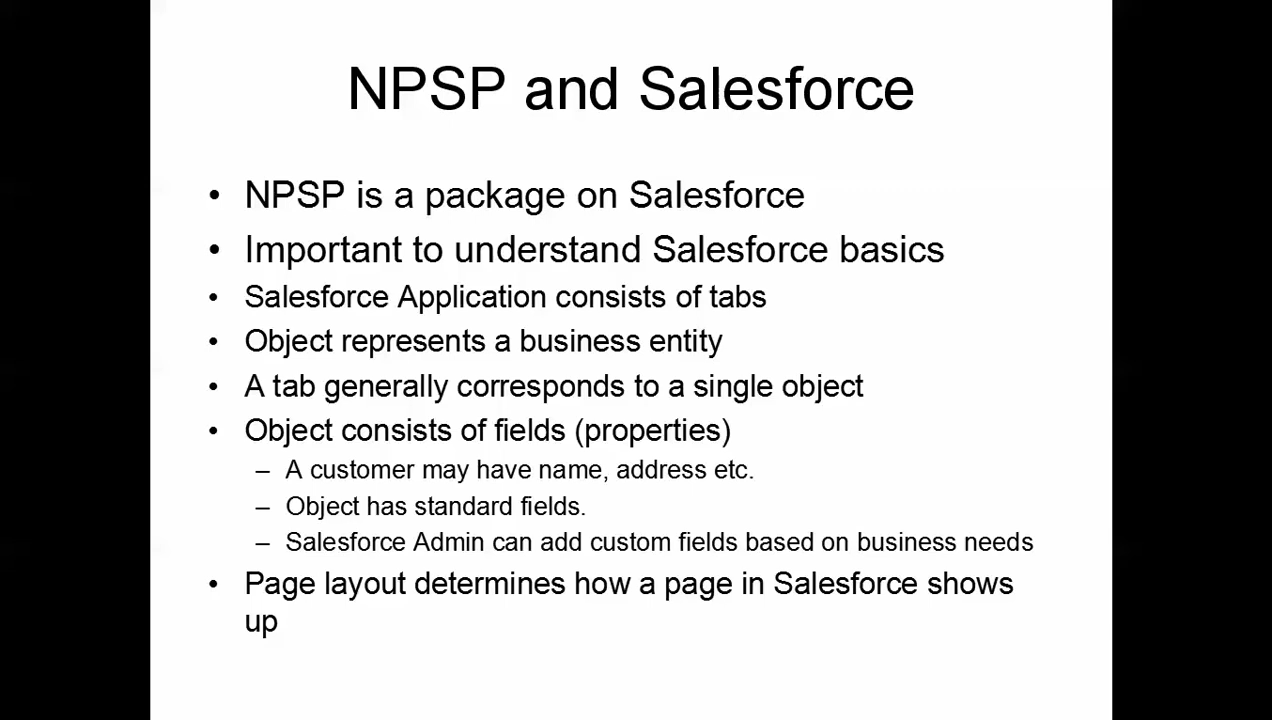 NPSP and Salesforce
• NPSP is a package on Salesforce
• Important to understand Salesforce basics
• Salesforce Application consists of tabs
• Object represents a business entity
• A tab generally corresponds to a single object
• Object consists of fields (properties)
– A customer may have name, address etc.
– Object has standard fields.
– Salesforce Admin can add custom fields based on business needs
• Page layout determines how a page in Salesforce shows
up